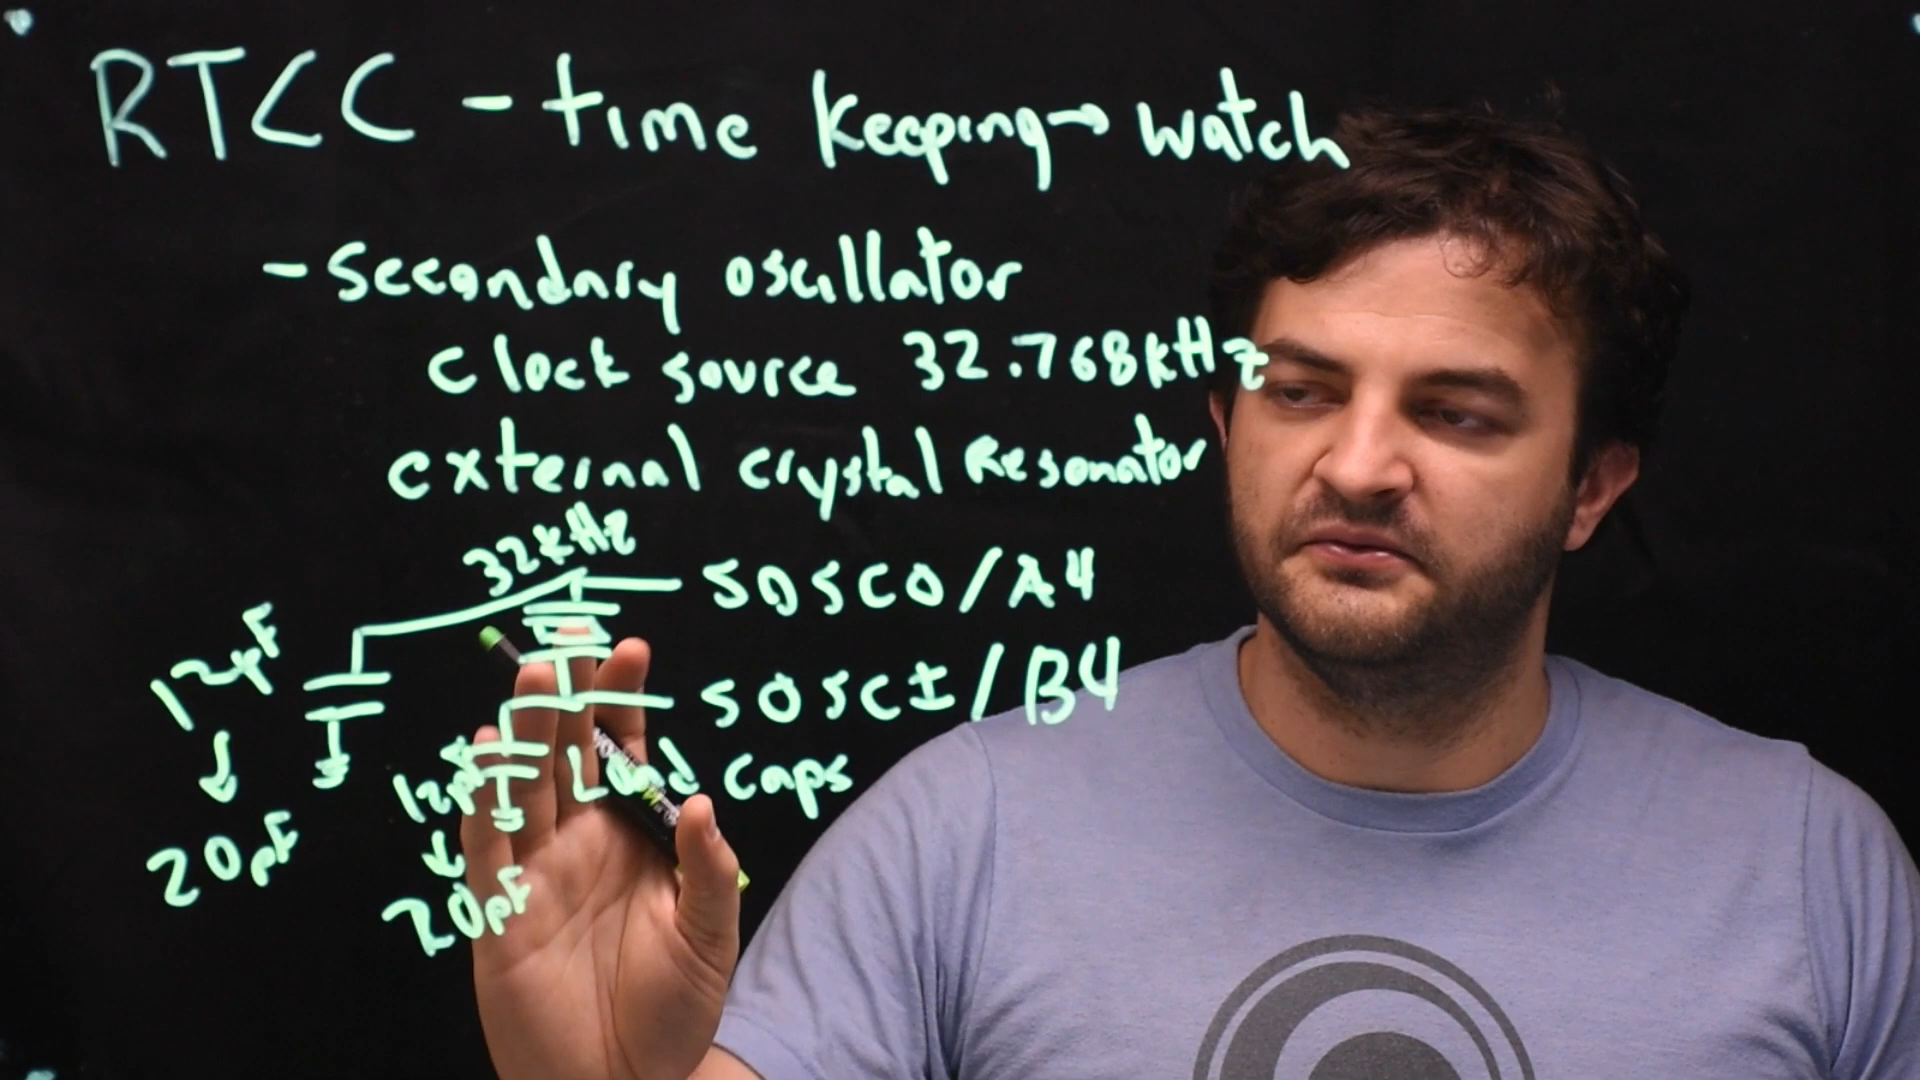 RTCC - time keeping → watch
- secondary oscillator
clock source 32.768kHz
external crystal Resonator
32kHz
SOSCO/A4
12pF
SOSCI/B4
12pF
Load caps
↓
20pF
↓
20pF